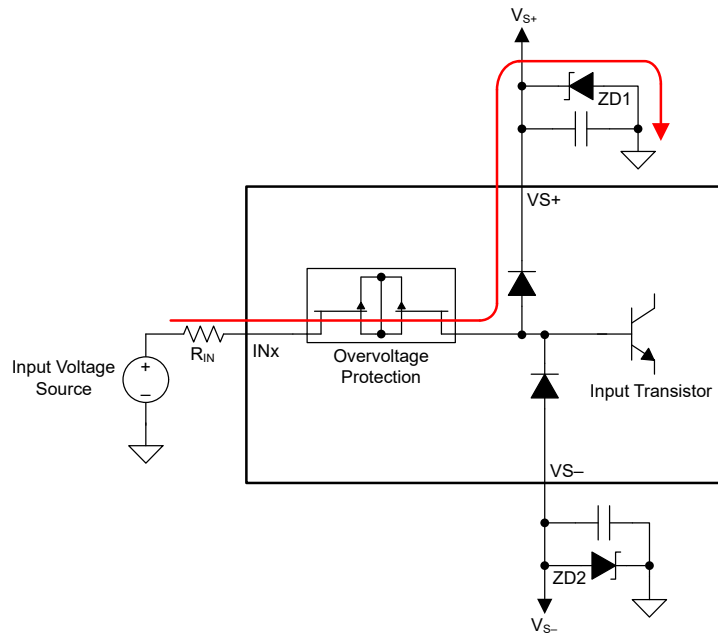 VS+
ZD1
VS+
RIN
INx
Overvoltage
Protection
Input Voltage
Source
+
–
Input Transistor
VS–
ZD2
VS–